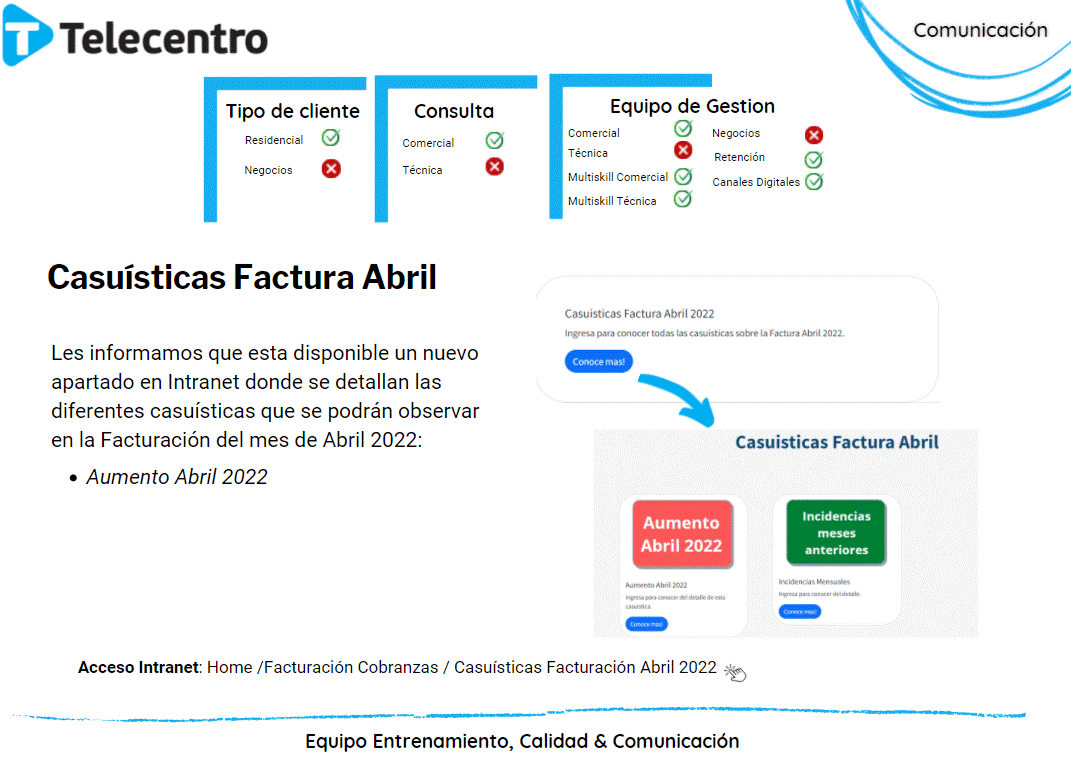 Telecentro
Comunicación
Tipo de cliente
Residencial
Negocios
Consulta
Comercial
Técnica
Equipo de Gestion
Comercial
Técnica
Multiskill Comercial
Multiskill Técnica
Negocios
Retención
Canales Digitales
Casuísticas Factura Abril
Les informamos que esta disponible un nuevo
apartado en Intranet donde se detallan las
diferentes casuísticas que se podrán observar
en la Facturación del mes de Abril 2022:
• Aumento Abril 2022
Casuisticas Factura Abril 2022
Ingresa para conocer todas las casuisticas sobre la Factura Abril 2022.
Conoce mas!
Casuisticas Factura Abril
Aumento
Abril 2022
Aumento Abril 2022
Ingresa para conocer del detalle de esta
casuistica.
Conoce mas!
Incidencias
meses
anteriores
Incidencias Mensuales
Ingresa para conocer del detalle.
Conoce mas!
Acceso Intranet: Home /Facturación Cobranzas / Casuísticas Facturación Abril 2022
Equipo Entrenamiento, Calidad & Comunicación